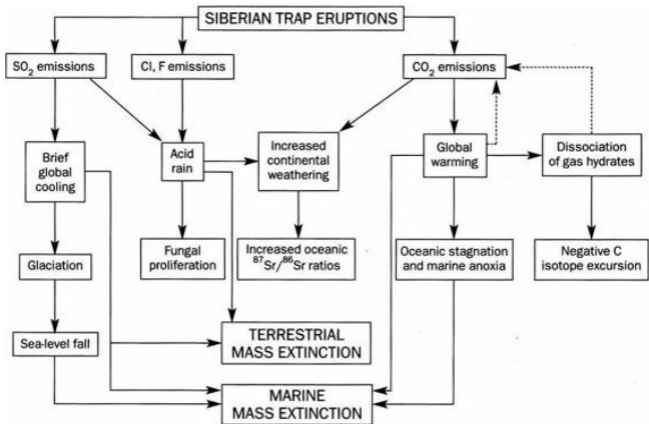 SIBERIAN TRAP ERUPTIONS
SO₂ emissions
Cl, F emissions
CO₂ emissions
Brief
global
cooling
Acid
rain
Increased
continental
weathering
Global
warming
Dissociation
of gas hydrates
Glaciation
Fungal
proliferation
Increased oceanic
⁸⁷Sr/⁸⁶Sr ratios
Oceanic stagnation
and marine anoxia
Negative C
isotope excursion
Sea-level fall
TERRESTRIAL
MASS EXTINCTION
MARINE
MASS EXTINCTION